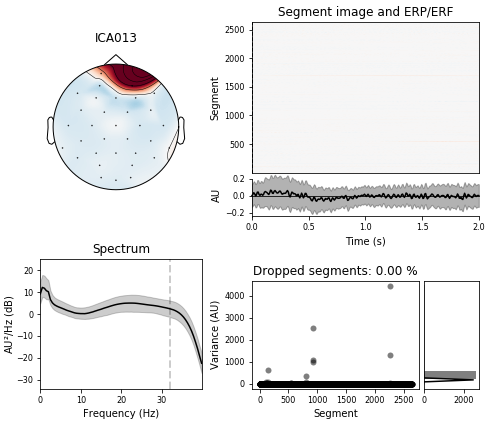 ICA013
Segment image and ERP/ERF
2500
2000
1500
1000
500
Segment
0.2
0.0
−0.2
AU
0.0 0.5 1.0 1.5 2.0
Time (s)
Spectrum
20
10
0
−10
−20
−30
AU²/Hz (dB)
0 10 20 30
Frequency (Hz)
Dropped segments: 0.00 %
4000
3000
2000
1000
0
Variance (AU)
0 500 1000 1500 2000 2500
Segment
0 2000